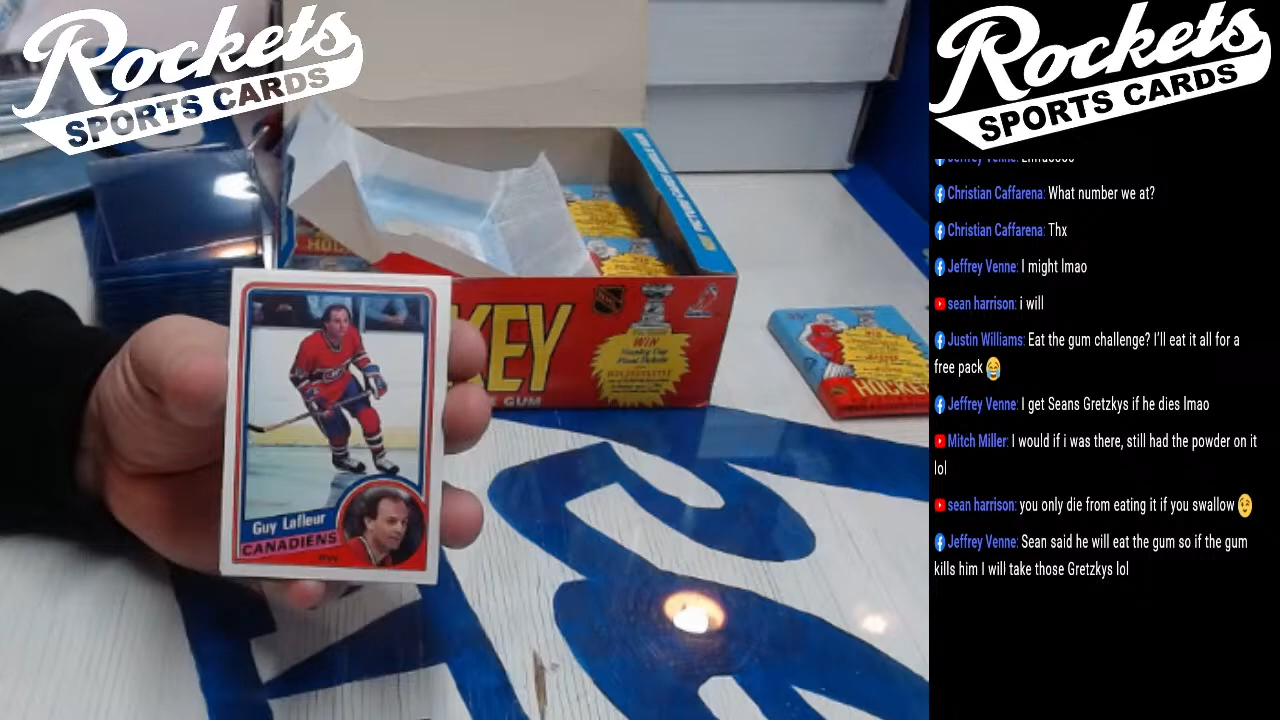 Rockets
SPORTS CARDS
Rockets
SPORTS CARDS
Christian Caffarena: What number we at?
Christian Caffarena: Thx
Jeffrey Venne: I might lmao
sean harrison: i will
Justin Williams: Eat the gum challenge? I'll eat it all for a
free pack 😂
Jeffrey Venne: I get Seans Gretzkys if he dies lmao
Mitch Miller: I would if i was there, still had the powder on it
lol
sean harrison: you only die from eating it if you swallow 😉
Jeffrey Venne: Sean said he will eat the gum so if the gum
kills him I will take those Gretzkys lol
KEY
GUM
WIN
Stanley Cup
HOCKEY
Guy Lafleur
CANADIENS